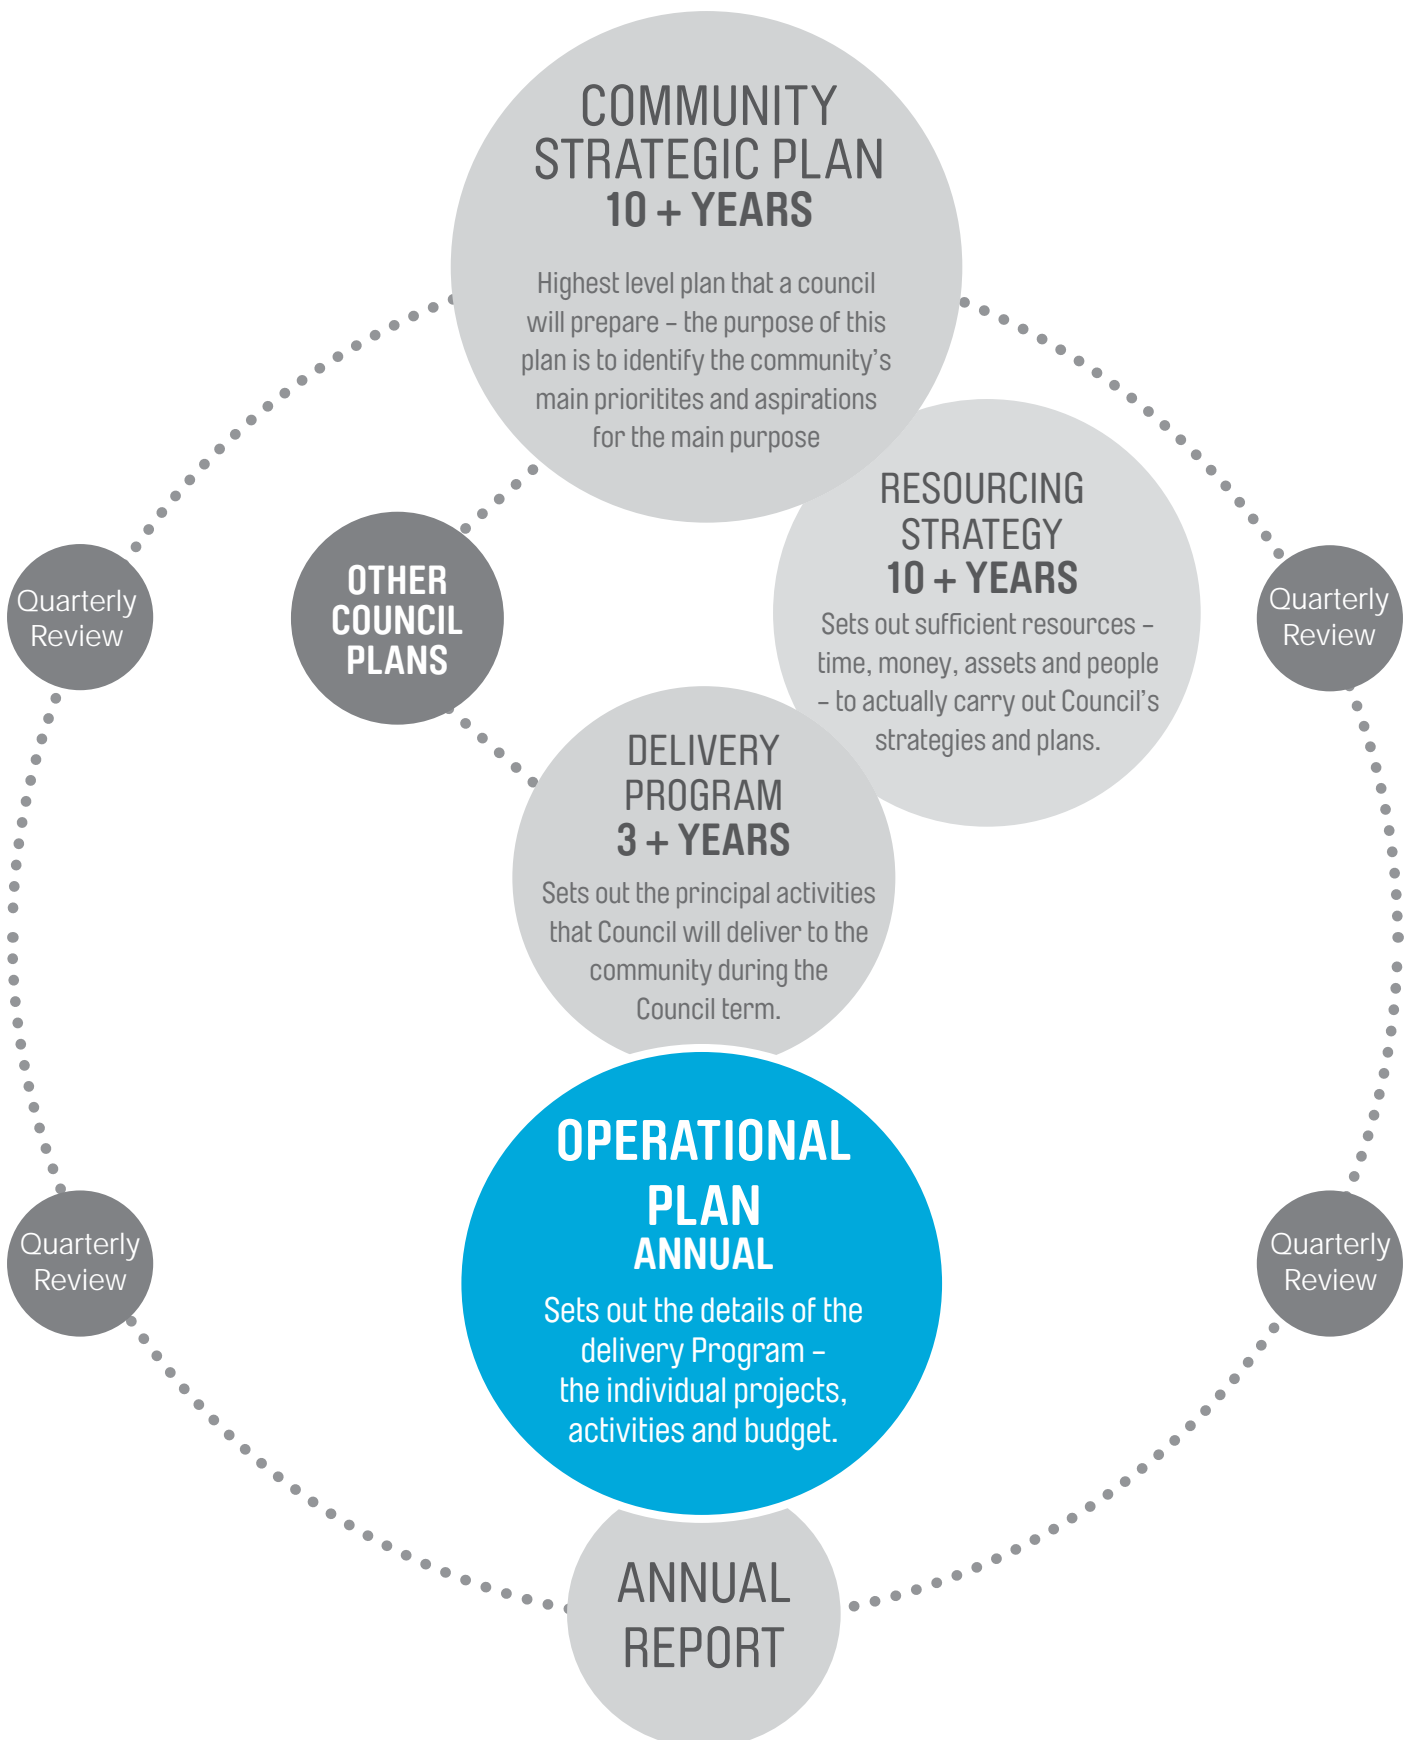 COMMUNITY
STRATEGIC PLAN
10 + YEARS
Highest level plan that a council
will prepare – the purpose of this
plan is to identify the community’s
main prioritites and aspirations
for the main purpose
RESOURCING
STRATEGY
10 + YEARS
Sets out sufficient resources –
time, money, assets and people
– to actually carry out Council’s
strategies and plans.
OTHER
COUNCIL
PLANS
Quarterly
Review
Quarterly
Review
DELIVERY
PROGRAM
3 + YEARS
Sets out the principal activities
that Council will deliver to the
community during the
Council term.
OPERATIONAL
PLAN
ANNUAL
Sets out the details of the
delivery Program –
the individual projects,
activities and budget.
Quarterly
Review
Quarterly
Review
ANNUAL
REPORT